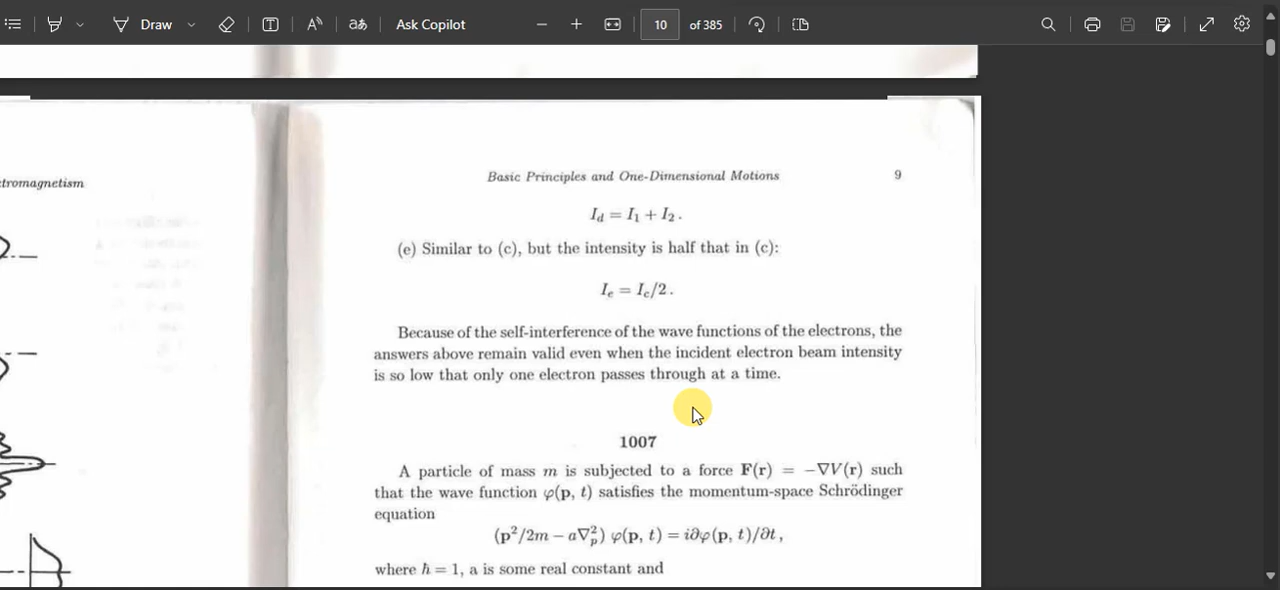 Draw
Ask Copilot
10 of 385
tromagnetism
Basic Principles and One-Dimensional Motions 9
I_d = I_1 + I_2 .
(e) Similar to (c), but the intensity is half that in (c):
I_e = I_c/2 .
Because of the self-interference of the wave functions of the electrons, the
answers above remain valid even when the incident electron beam intensity
is so low that only one electron passes through at a time.
1007
A particle of mass m is subjected to a force F(r) = −∇V(r) such
that the wave function φ(p, t) satisfies the momentum-space Schrödinger
equation
(p²/2m − a∇²_p) φ(p, t) = i∂φ(p, t)/∂t ,
where ħ = 1, a is some real constant and